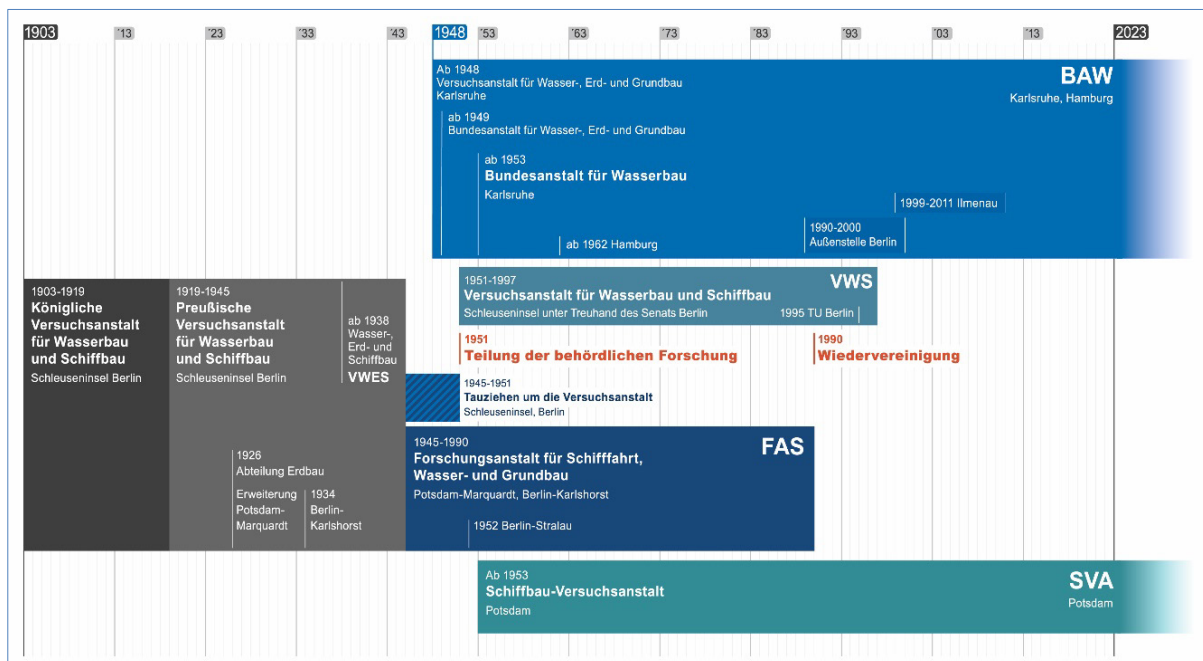 1903
'13
'23
'33
'43
1948
'53
'63
'73
'83
'93
'03
'13
2023
Ab 1948
Versuchsanstalt für Wasser-, Erd- und Grundbau
Karlsruhe
BAW
Karlsruhe, Hamburg
ab 1949
Bundesanstalt für Wasser-, Erd- und Grundbau
ab 1953
Bundesanstalt für Wasserbau
Karlsruhe
1999-2011 Ilmenau
1990-2000
Außenstelle Berlin
ab 1962 Hamburg
1903-1919
Königliche
Versuchsanstalt
für Wasserbau
und Schiffbau
Schleuseninsel Berlin
1919-1945
Preußische
Versuchsanstalt
für Wasserbau
und Schiffbau
Schleuseninsel Berlin
ab 1938
Wasser-,
Erd- und
Schiffbau
VWES
1926
Abteilung Erdbau
Erweiterung
Potsdam-
Marquardt
1934
Berlin-
Karlshorst
1951-1997
Versuchsanstalt für Wasserbau und Schiffbau
Schleuseninsel unter Treuhand des Senats Berlin
VWS
1995 TU Berlin
1951
Teilung der behördlichen Forschung
1990
Wiedervereinigung
1945-1951
Tauziehen um die Versuchsanstalt
Schleuseninsel, Berlin
1945-1990
Forschungsanstalt für Schifffahrt,
Wasser- und Grundbau
Potsdam-Marquardt, Berlin-Karlshorst
FAS
1952 Berlin-Stralau
Ab 1953
Schiffbau-Versuchsanstalt
Potsdam
SVA
Potsdam